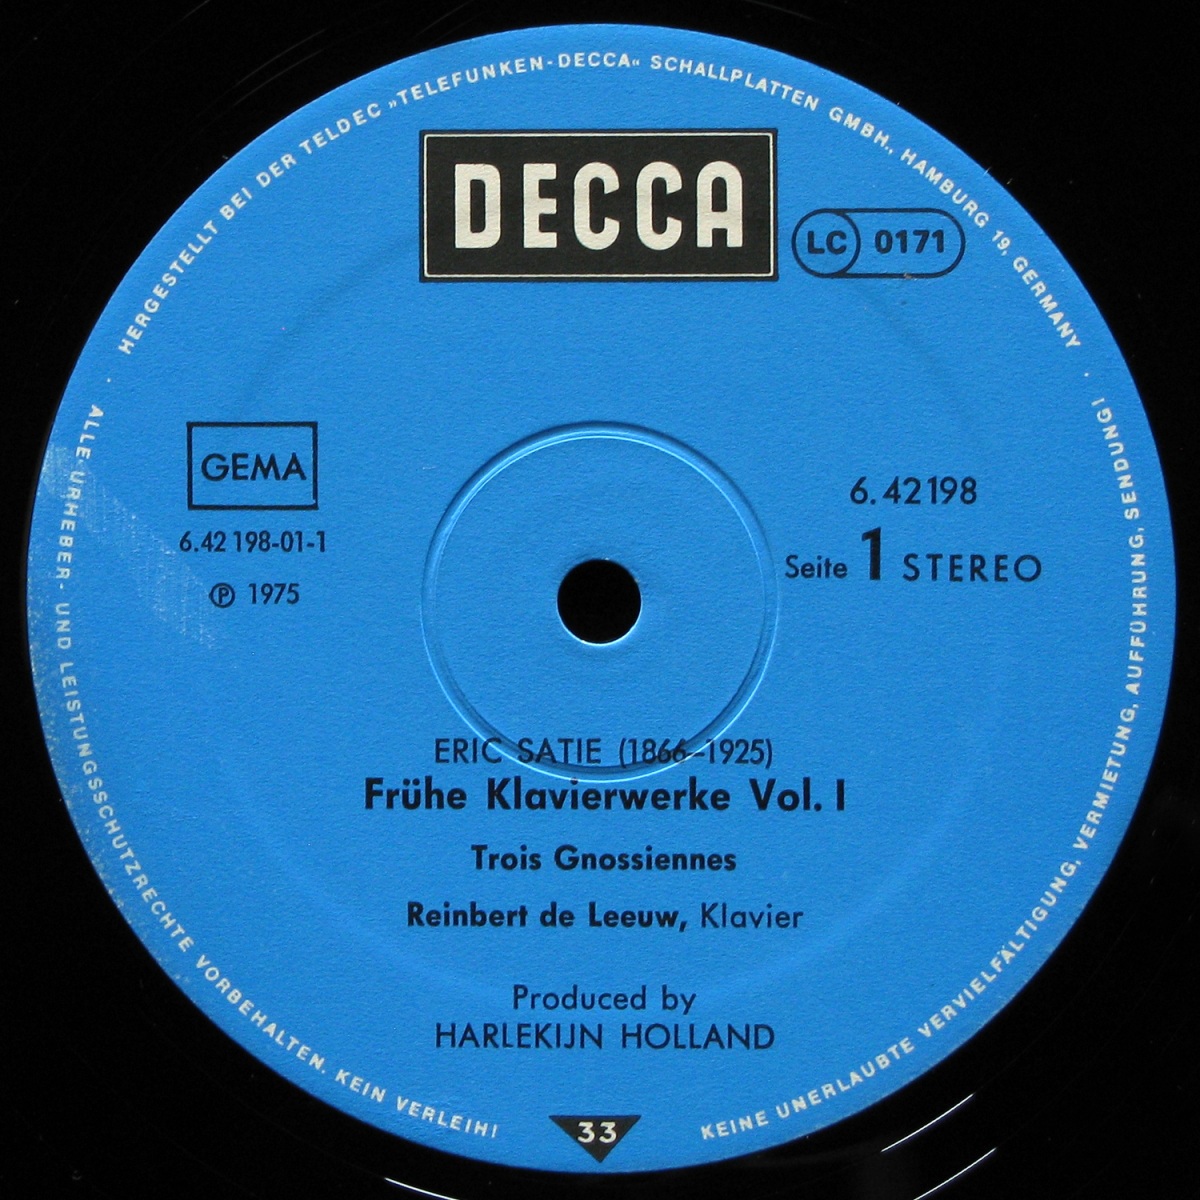 HERGESTELLT BEI DER TELDEC »TELEFUNKEN-DECCA« SCHALLPLATTEN GMBH., HAMBURG 19, GERMANY
DECCA
LC 0171
GEMA
6.42198-01-1
Ⓟ 1975
6.42198
Seite 1 STEREO
ERIC SATIE (1866–1925)
Frühe Klavierwerke Vol. I
Trois Gnossiennes
Reinbert de Leeuw, Klavier
Produced by
HARLEKIJN HOLLAND
33
· ALLE URHEBER- UND LEISTUNGSSCHUTZRECHTE VORBEHALTEN. KEIN VERLEIH!
KEINE UNERLAUBTE VERVIELFÄLTIGUNG, VERMIETUNG, AUFFÜHRUNG, SENDUNG! ·